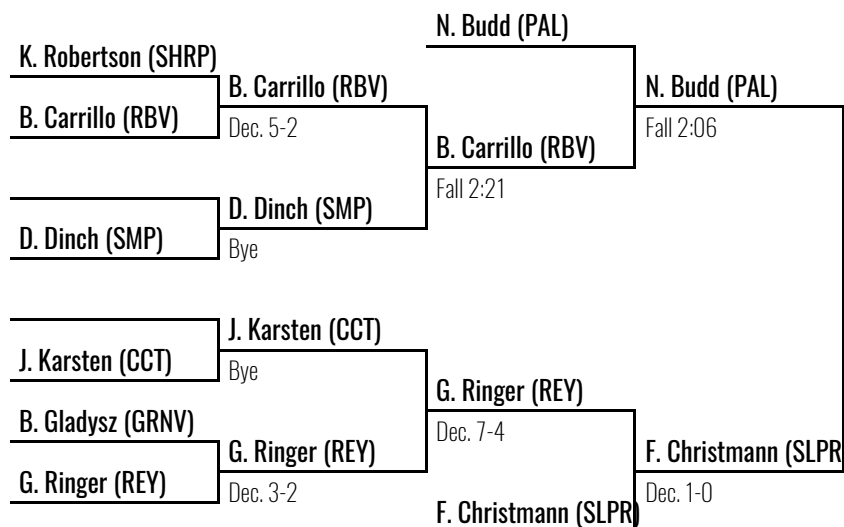 N. Budd (PAL)
K. Robertson (SHRP)
B. Carrillo (RBV)
N. Budd (PAL)
B. Carrillo (RBV)
Dec. 5-2
Fall 2:06
B. Carrillo (RBV)
Fall 2:21
D. Dinch (SMP)
D. Dinch (SMP)
Bye
J. Karsten (CCT)
J. Karsten (CCT)
Bye
G. Ringer (REY)
B. Gladysz (GRNV)
Dec. 7-4
G. Ringer (REY)
F. Christmann (SLPR
G. Ringer (REY)
Dec. 3-2
Dec. 1-0
F. Christmann (SLPR)